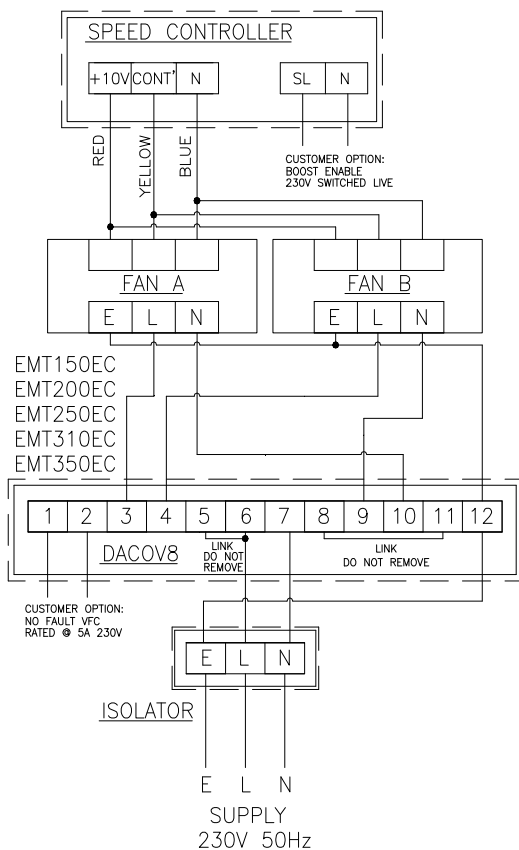 SPEED CONTROLLER
+10V CONT' N
SL N
RED
YELLOW
BLUE
CUSTOMER OPTION:
BOOST ENABLE
230V SWITCHED LIVE
FAN A
E L N
FAN B
E L N
EMT150EC
EMT200EC
EMT250EC
EMT310EC
EMT350EC
1 2 3 4 5 6 7 8 9 10 11 12
DACOV8
LINK
DO NOT
REMOVE
LINK
DO NOT REMOVE
CUSTOMER OPTION:
NO FAULT VFC
RATED @ 5A 230V
E L N
ISOLATOR
E L N
SUPPLY
230V 50Hz